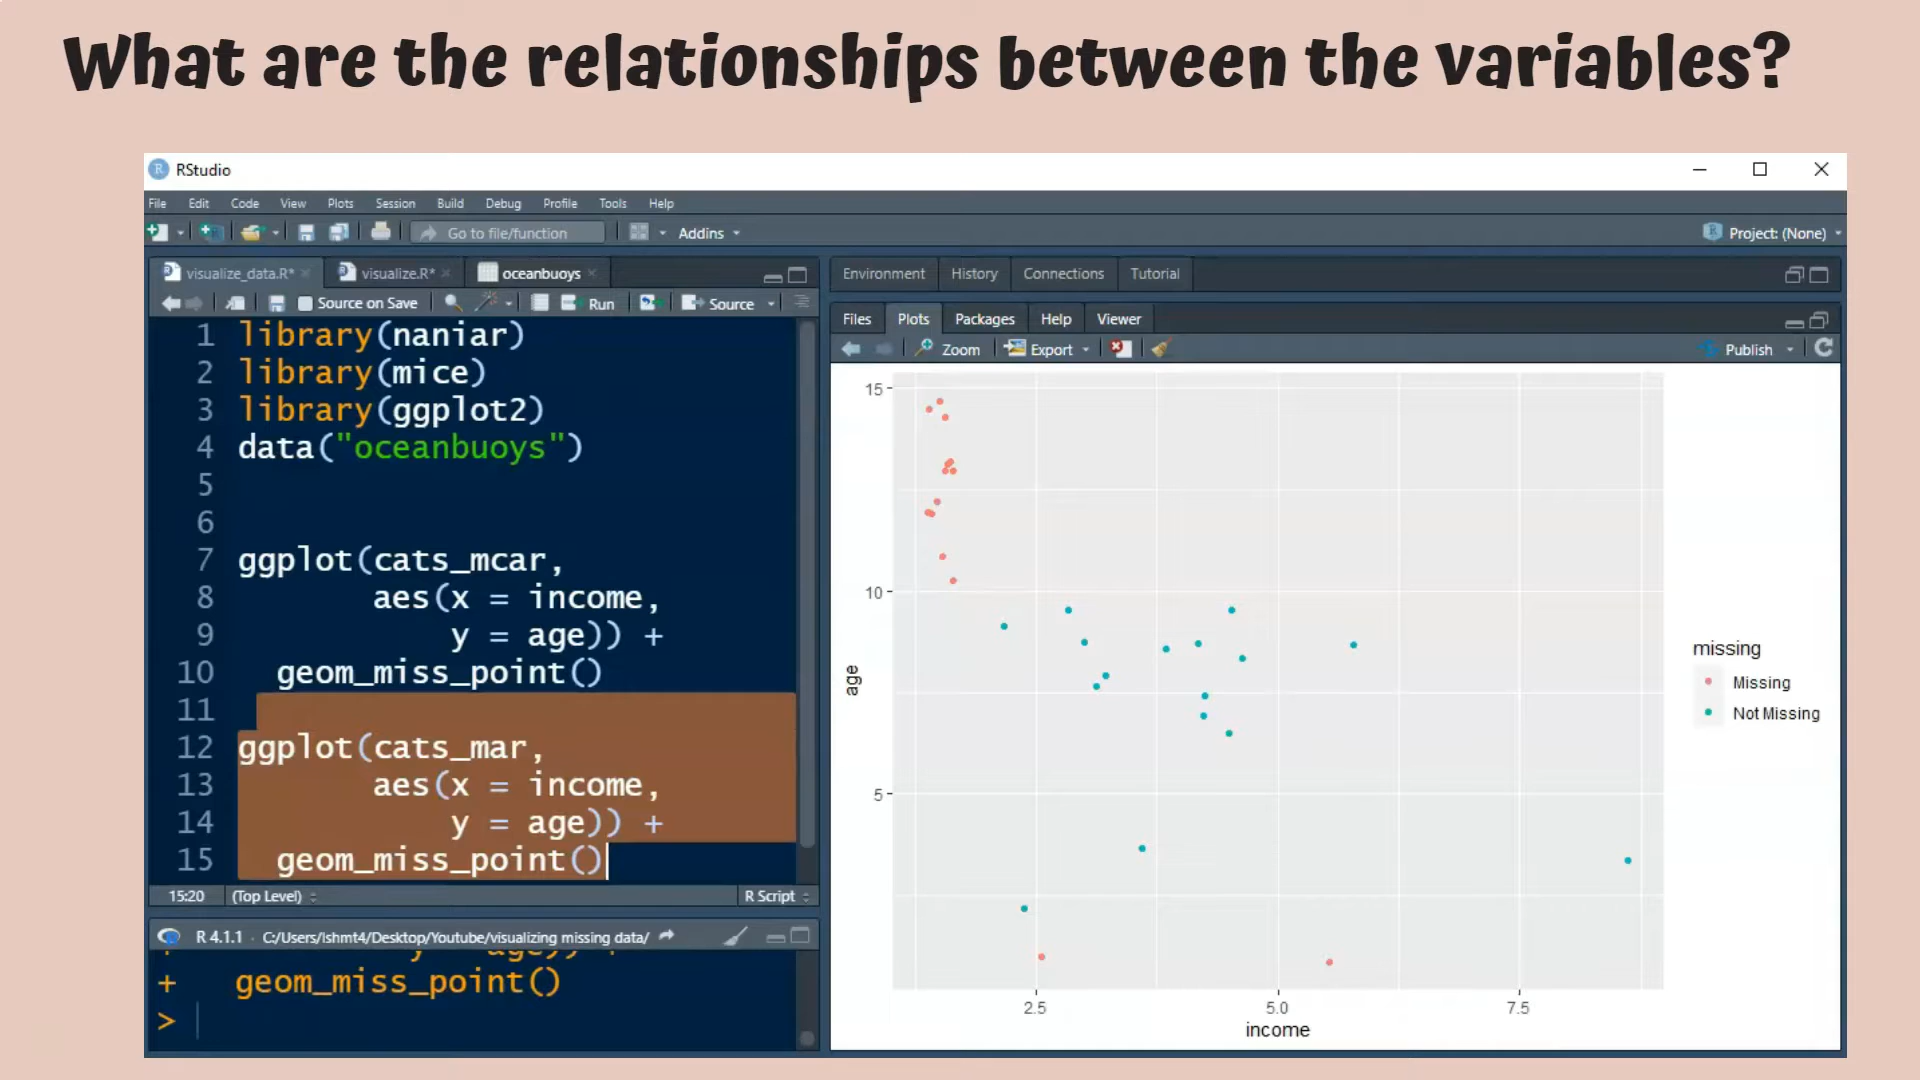 What are the relationships between the variables?
RStudio
File Edit Code View Plots Session Build Debug Profile Tools Help
Go to file/function Addins Project: (None)
visualize_data.R* visualize.R* oceanbuoys
Source on Save Run Source
1 library(naniar)
2 library(mice)
3 library(ggplot2)
4 data("oceanbuoys")
5
6
7 ggplot(cats_mcar,
8 aes(x = income,
9 y = age)) +
10 geom_miss_point()
11
12 ggplot(cats_mar,
13 aes(x = income,
14 y = age)) +
15 geom_miss_point()
15:20 (Top Level) R Script
R 4.1.1 · C:/Users/ishmt4/Desktop/Youtube/visualizing missing data/
+ geom_miss_point()
>
Environment History Connections Tutorial
Files Plots Packages Help Viewer
Zoom Export Publish
15
10
5
age
2.5 5.0 7.5
income
missing
Missing
Not Missing